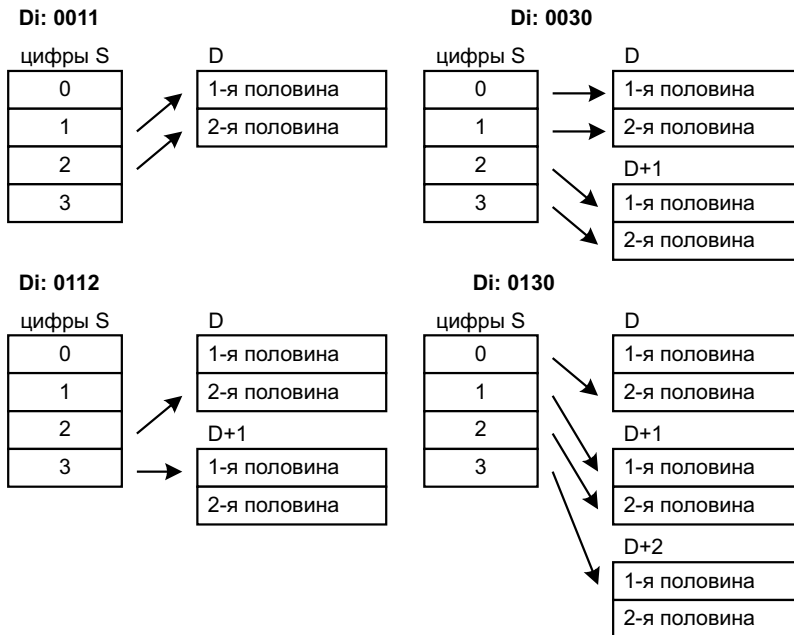 Di: 0011
цифры S
D
0
1
2
3
1-я половина
2-я половина
Di: 0030
цифры S
D
0
1
2
3
1-я половина
2-я половина
D+1
1-я половина
2-я половина
Di: 0112
цифры S
D
0
1
2
3
1-я половина
2-я половина
D+1
1-я половина
2-я половина
Di: 0130
цифры S
D
0
1
2
3
1-я половина
2-я половина
D+1
1-я половина
2-я половина
D+2
1-я половина
2-я половина